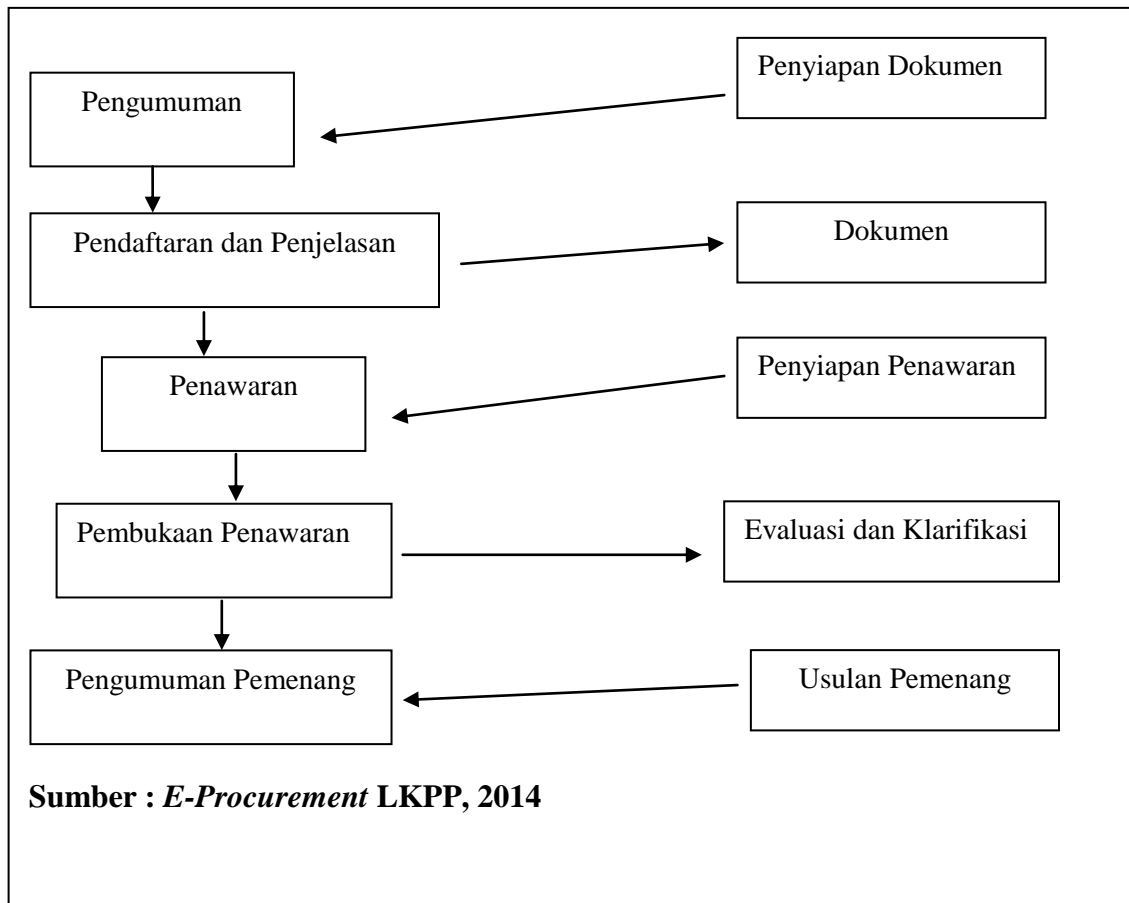 Penyiapan Dokumen
Pengumuman
Pendaftaran dan Penjelasan
Dokumen
Penyiapan Penawaran
Penawaran
Pembukaan Penawaran
Evaluasi dan Klarifikasi
Pengumuman Pemenang
Usulan Pemenang
Sumber : E-Procurement LKPP, 2014